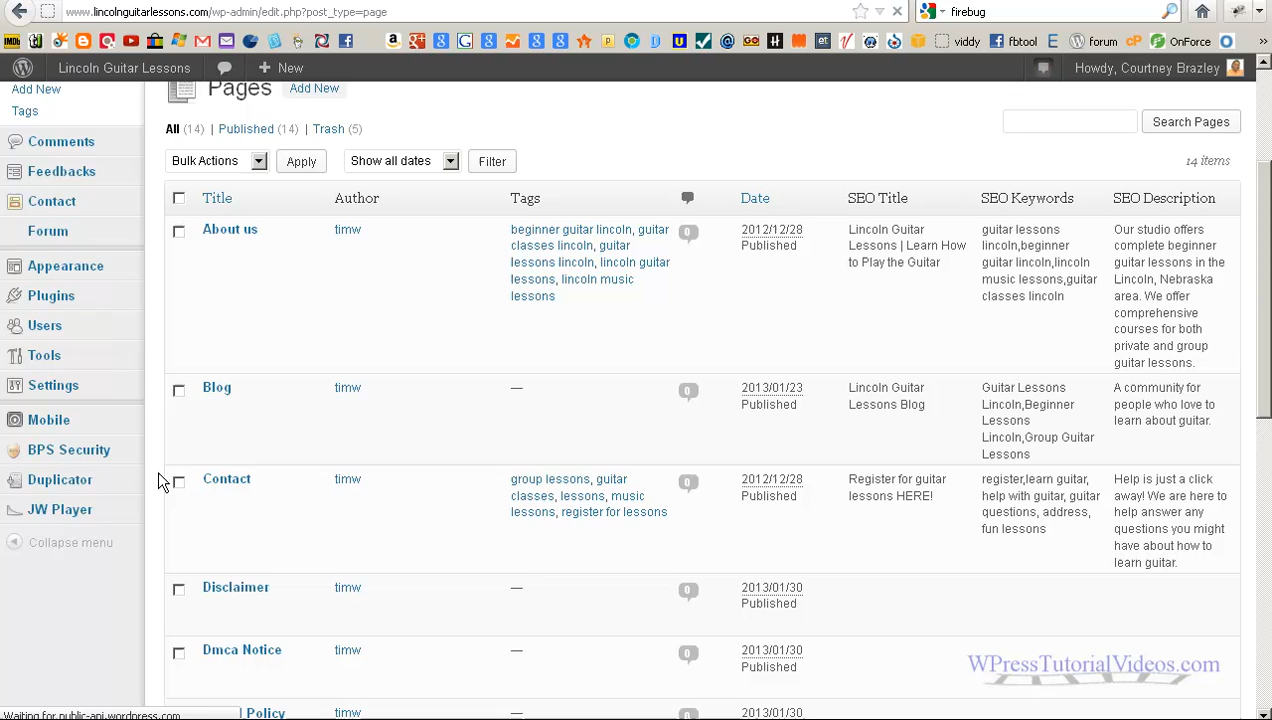 www.lincolnguitarlessons.com/wp-admin/edit.php?post_type=page
firebug
viddy
fbtool
forum
OnForce
Lincoln Guitar Lessons
New
Howdy, Courtney Brazley
Add New
Tags
Comments
Feedbacks
Contact
Forum
Appearance
Plugins
Users
Tools
Settings
Mobile
BPS Security
Duplicator
JW Player
Collapse menu
Pages Add New
All (14) | Published (14) | Trash (5)
Search Pages
Bulk Actions Apply Show all dates Filter
14 items
Title Author Tags Date SEO Title SEO Keywords SEO Description
About us
timw
beginner guitar lincoln, guitar
classes lincoln, guitar
lessons lincoln, lincoln guitar
lessons, lincoln music
lessons
0
2012/12/28
Published
Lincoln Guitar
Lessons | Learn How
to Play the Guitar
guitar lessons
lincoln,beginner
guitar lincoln,lincoln
music lessons,guitar
classes lincoln
Our studio offers
complete beginner
guitar lessons in the
Lincoln, Nebraska
area. We offer
comprehensive
courses for both
private and group
guitar lessons.
Blog
timw
—
0
2013/01/23
Published
Lincoln Guitar
Lessons Blog
Guitar Lessons
Lincoln,Beginner
Lessons
Lincoln,Group Guitar
Lessons
A community for
people who love to
learn about guitar.
Contact
timw
group lessons, guitar
classes, lessons, music
lessons, register for lessons
0
2012/12/28
Published
Register for guitar
lessons HERE!
register,learn guitar,
help with guitar, guitar
questions, address,
fun lessons
Help is just a click
away! We are here to
help answer any
questions you might
have about how to
learn guitar.
Disclaimer
timw
—
0
2013/01/30
Published
Dmca Notice
timw
—
0
2013/01/30
Published
WPressTutorialVideos.com
Policy
timw
—
0
2013/01/30
Waiting for public-api.wordpress.com